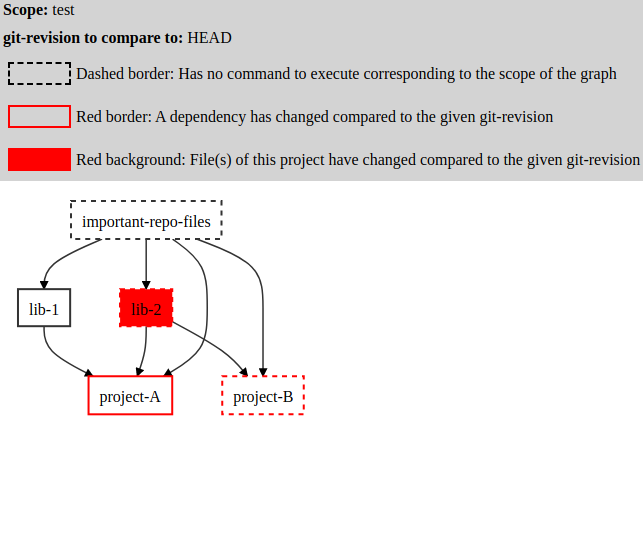 Scope: test
git-revision to compare to: HEAD
Dashed border: Has no command to execute corresponding to the scope of the graph
Red border: A dependency has changed compared to the given git-revision
Red background: File(s) of this project have changed compared to the given git-revision
important-repo-files
lib-1
lib-2
project-A
project-B